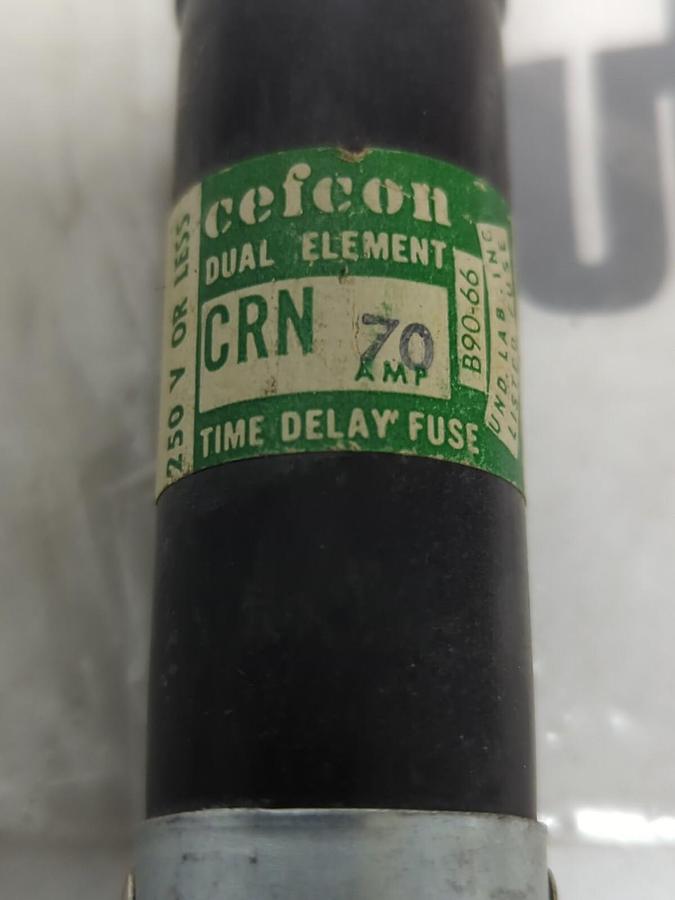 cefcon
DUAL ELEMENT
CRN 70
AMP
TIME DELAY FUSE
250 V OR LESS
B90-66
UND. LAB. INC.
LISTED FUSE